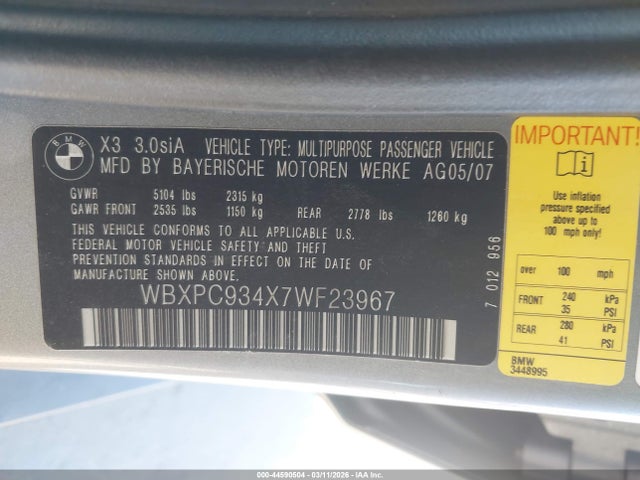 BMW
X3 3.0siA VEHICLE TYPE: MULTIPURPOSE PASSENGER VEHICLE
MFD BY BAYERISCHE MOTOREN WERKE AG05/07
GVWR 5104 lbs 2315 kg
GAWR FRONT 2535 lbs 1150 kg REAR 2778 lbs 1260 kg
THIS VEHICLE CONFORMS TO ALL APPLICABLE U.S.
FEDERAL MOTOR VEHICLE SAFETY AND THEFT
PREVENTION STANDARDS IN EFFECT ON THE DATE OF
MANUFACTURE SHOWN ABOVE.
WBXPC934X7WF23967
7 012 956
IMPORTANT!
Use inflation
pressure specified
above up to
100 mph only!
over 100 mph
FRONT 240 kPa
35 PSI
REAR 280 kPa
41 PSI
BMW
3448995
00-44590504 - 03/11/2026 - COPYRIGHT IAA, LLC.